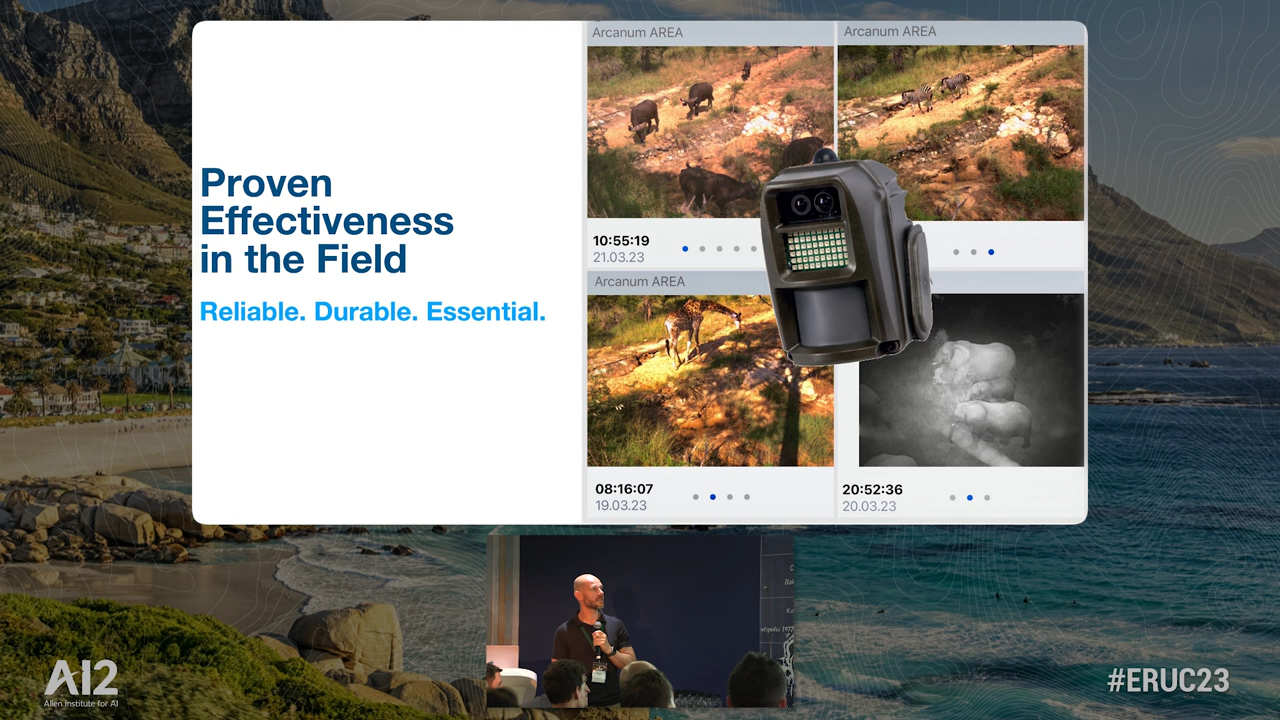 Proven
Effectiveness
in the Field
Reliable. Durable. Essential.
Arcanum AREA
Arcanum AREA
10:55:19
21.03.23
Arcanum AREA
08:16:07
19.03.23
20:52:36
20.03.23
AI2
Allen Institute for AI
#ERUC23